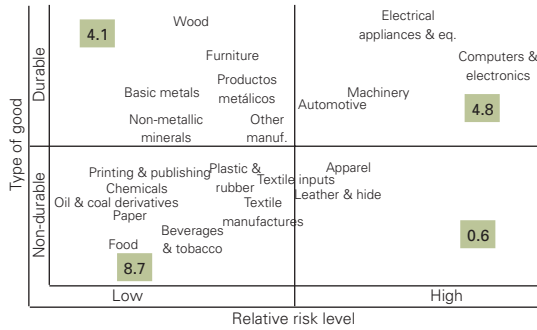 Type of good
Durable
Non-durable
4.1
Wood
Furniture
Basic metals
Productos
metálicos
Non-metallic
minerals
Other
manuf.
Electrical
appliances & eq.
Computers &
electronics
Machinery
Automotive
4.8
Printing & publishing
Plastic &
rubber
Chemicals
Textile inputs
Oil & coal derivatives
Textile
manufactures
Paper
Food
Beverages
& tobacco
8.7
Apparel
Leather & hide
0.6
Low
High
Relative risk level